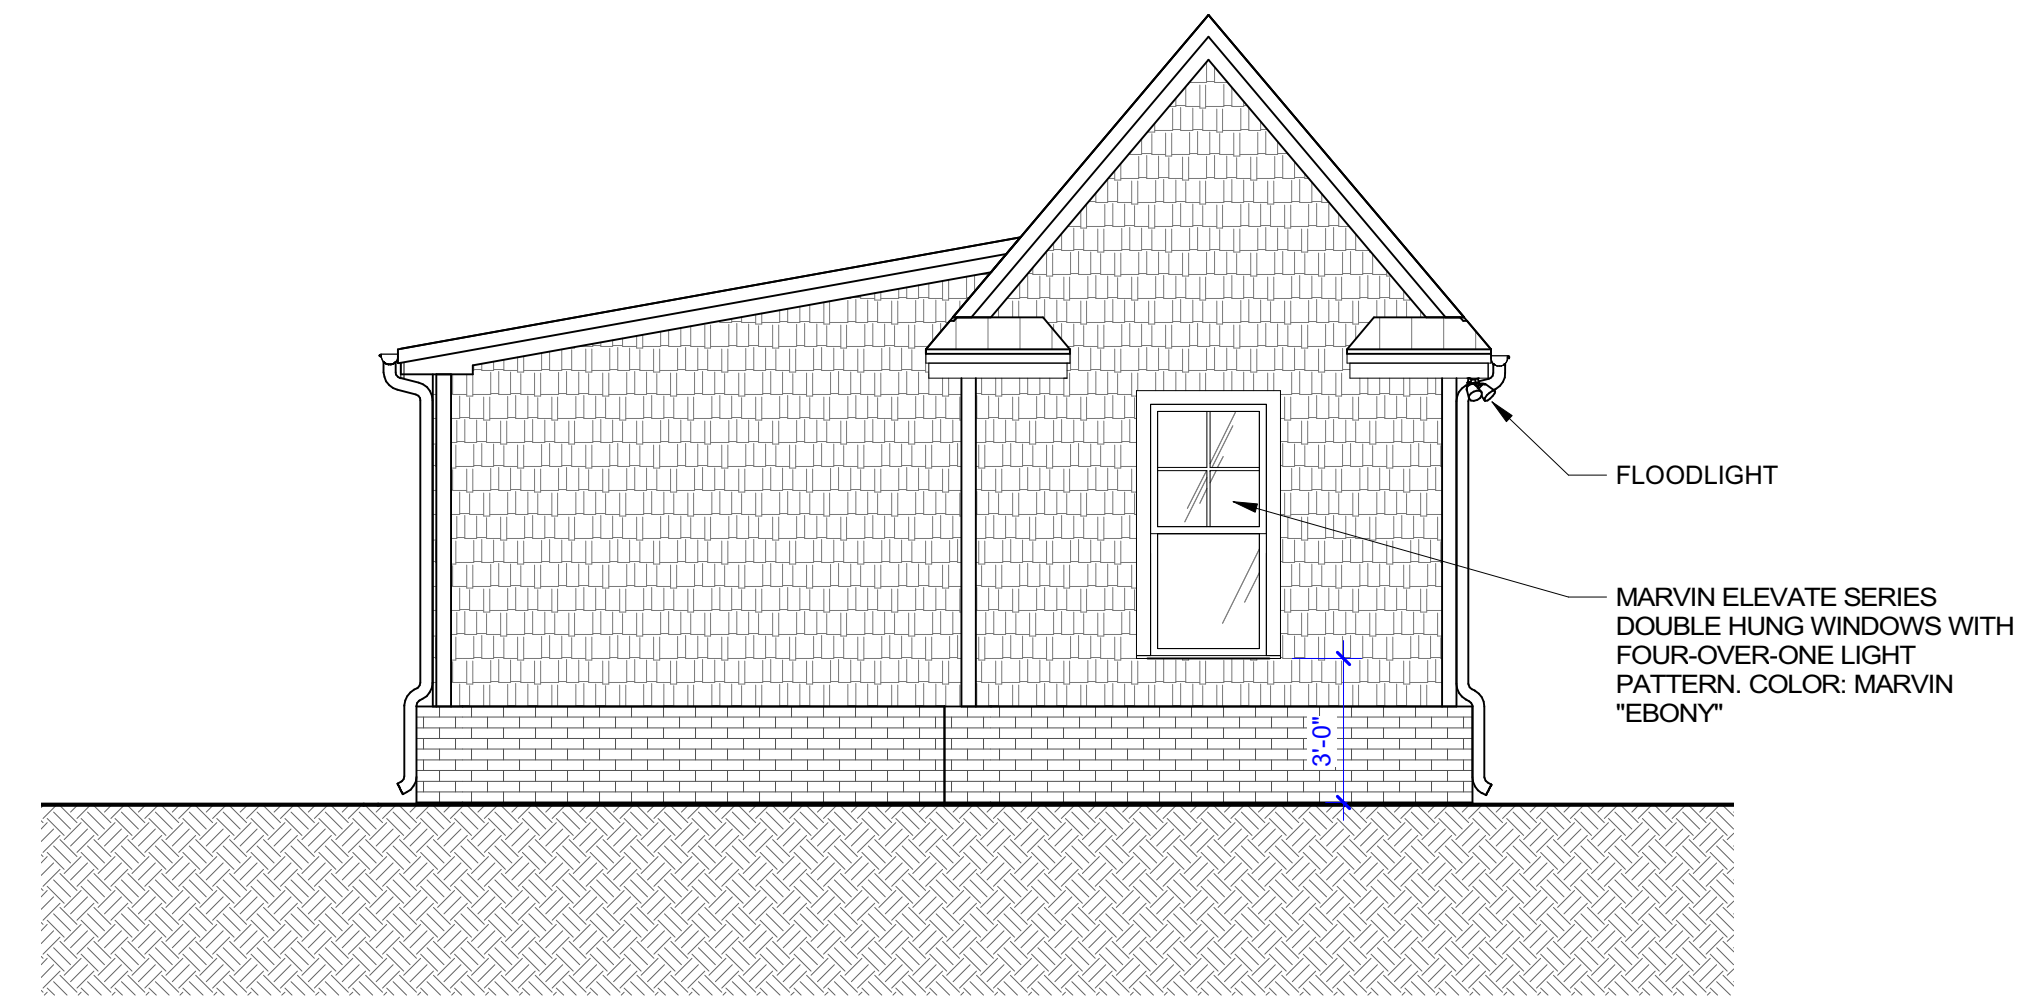 FLOODLIGHT
MARVIN ELEVATE SERIES
DOUBLE HUNG WINDOWS WITH
FOUR-OVER-ONE LIGHT
PATTERN. COLOR: MARVIN
"EBONY"
3'-0"